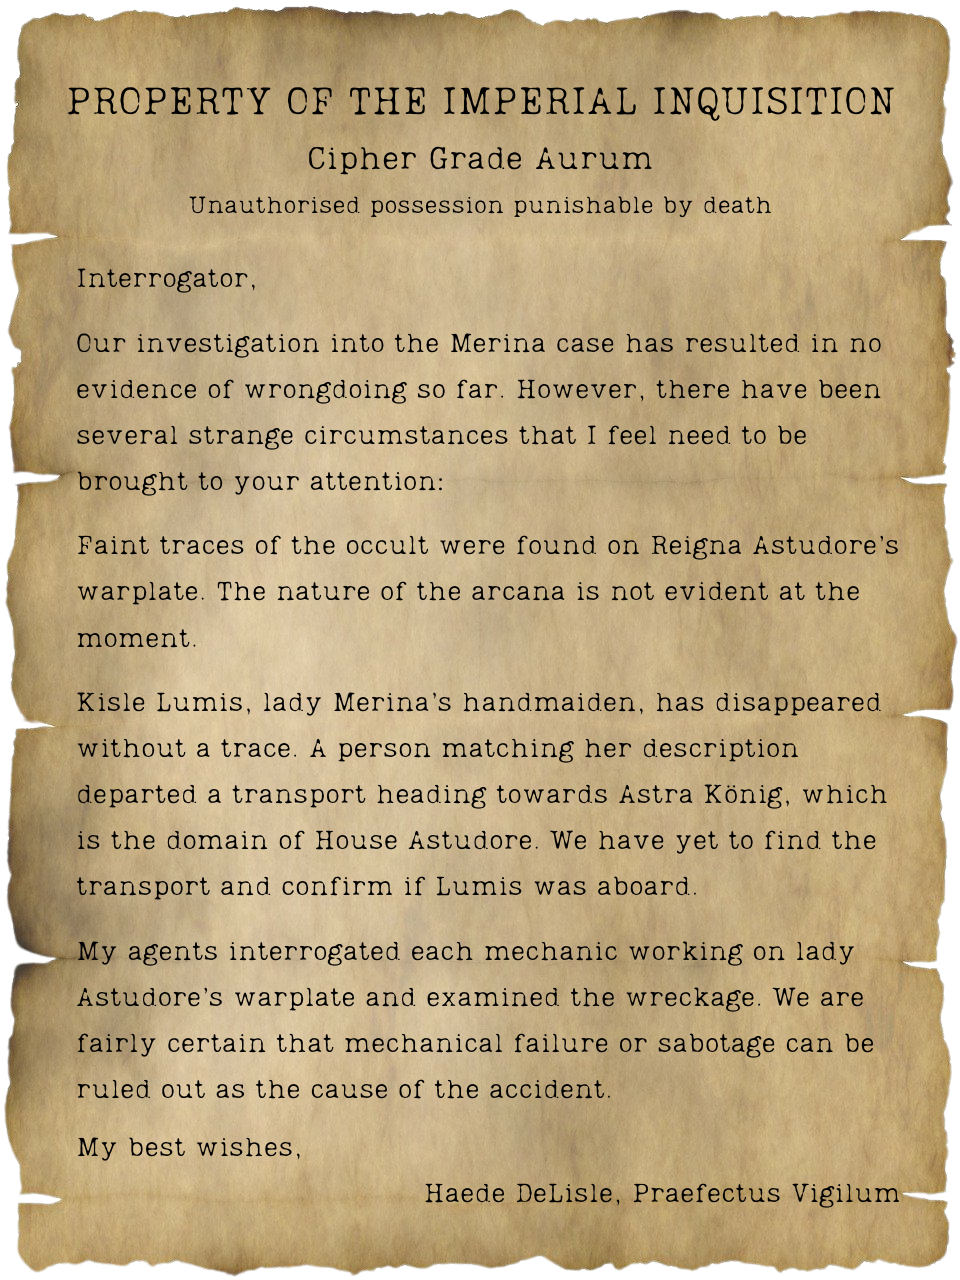 PROPERTY OF THE IMPERIAL INQUISITION
Cipher Grade Aurum
Unauthorised possession punishable by death
Interrogator,
Our investigation into the Merina case has resulted in no
evidence of wrongdoing so far. However, there have been
several strange circumstances that I feel need to be
brought to your attention:
Faint traces of the occult were found on Reigna Astudore's
warplate. The nature of the arcana is not evident at the
moment.
Kisle Lumis, lady Merina's handmaiden, has disappeared
without a trace. A person matching her description
departed a transport heading towards Astra König, which
is the domain of House Astudore. We have yet to find the
transport and confirm if Lumis was aboard.
My agents interrogated each mechanic working on lady
Astudore's warplate and examined the wreckage. We are
fairly certain that mechanical failure or sabotage can be
ruled out as the cause of the accident.
My best wishes,
Haede DeLisle, Praefectus Vigilum